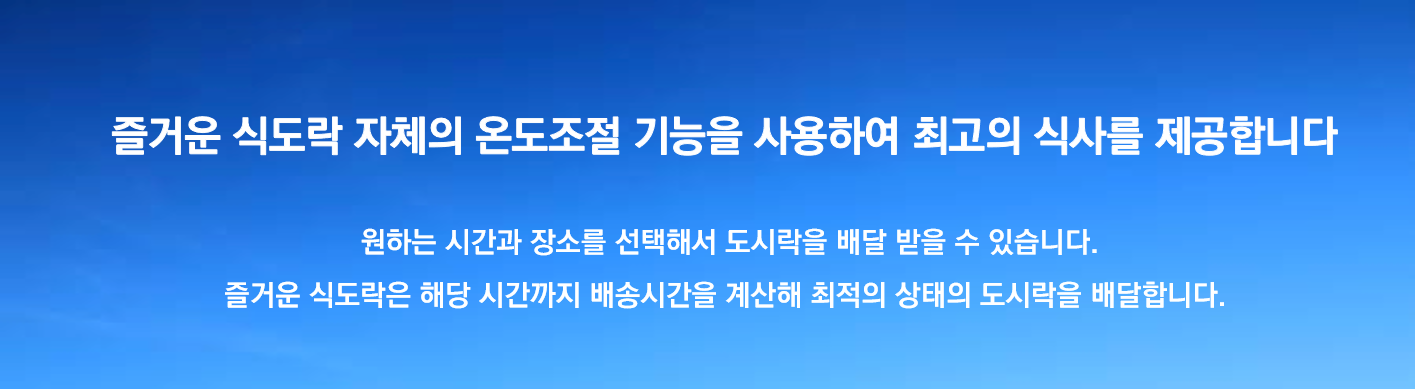 즐거운 식도락 자체의 온도조절 기능을 사용하여 최고의 식사를 제공합니다
원하는 시간과 장소를 선택해서 도시락을 배달 받을 수 있습니다.
즐거운 식도락은 해당 시간까지 배송시간을 계산해 최적의 상태의 도시락을 배달합니다.